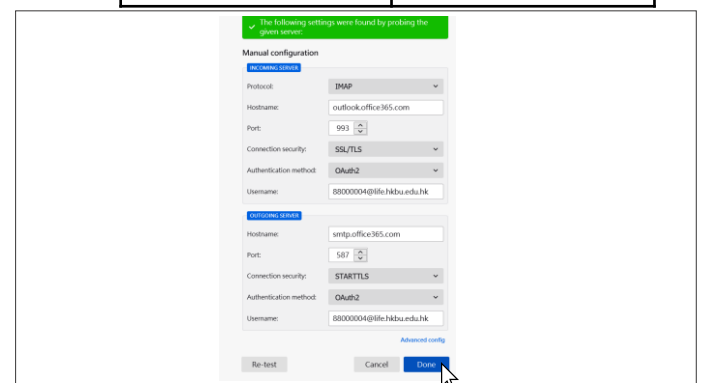 The following settings were found by probing the
given server:
Manual configuration
INCOMING SERVER
Protocol: IMAP
Hostname: outlook.office365.com
Port: 993
Connection security: SSL/TLS
Authentication method: OAuth2
Username: 88000004@life.hkbu.edu.hk
OUTGOING SERVER
Hostname: smtp.office365.com
Port: 587
Connection security: STARTTLS
Authentication method: OAuth2
Username: 88000004@life.hkbu.edu.hk
Advanced config
Re-test Cancel Done